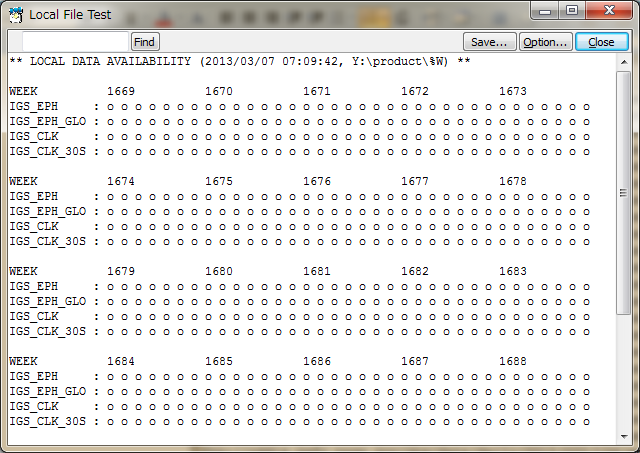 Local File Test
Find Save... Option... Close
** LOCAL DATA AVAILABILITY (2013/03/07 07:09:42, Y:\product\%W) **
WEEK 1669 1670 1671 1672 1673
IGS_EPH : o o o o o o o o o o o o o o o o o o o o o o o o o o o o o o o o o o o
IGS_EPH_GLO : o o o o o o o o o o o o o o o o o o o o o o o o o o o o o o o o o o o
IGS_CLK : o o o o o o o o o o o o o o o o o o o o o o o o o o o o o o o o o o o
IGS_CLK_30S : o o o o o o o o o o o o o o o o o o o o o o o o o o o o o o o o o o o
WEEK 1674 1675 1676 1677 1678
IGS_EPH : o o o o o o o o o o o o o o o o o o o o o o o o o o o o o o o o o o o
IGS_EPH_GLO : o o o o o o o o o o o o o o o o o o o o o o o o o o o o o o o o o o o
IGS_CLK : o o o o o o o o o o o o o o o o o o o o o o o o o o o o o o o o o o o
IGS_CLK_30S : o o o o o o o o o o o o o o o o o o o o o o o o o o o o o o o o o o o
WEEK 1679 1680 1681 1682 1683
IGS_EPH : o o o o o o o o o o o o o o o o o o o o o o o o o o o o o o o o o o o
IGS_EPH_GLO : o o o o o o o o o o o o o o o o o o o o o o o o o o o o o o o o o o o
IGS_CLK : o o o o o o o o o o o o o o o o o o o o o o o o o o o o o o o o o o o
IGS_CLK_30S : o o o o o o o o o o o o o o o o o o o o o o o o o o o o o o o o o o o
WEEK 1684 1685 1686 1687 1688
IGS_EPH : o o o o o o o o o o o o o o o o o o o o o o o o o o o o o o o o o o o
IGS_EPH_GLO : o o o o o o o o o o o o o o o o o o o o o o o o o o o o o o o o o o o
IGS_CLK : o o o o o o o o o o o o o o o o o o o o o o o o o o o o o o o o o o o
IGS_CLK_30S : o o o o o o o o o o o o o o o o o o o o o o o o o o o o o o o o o o o